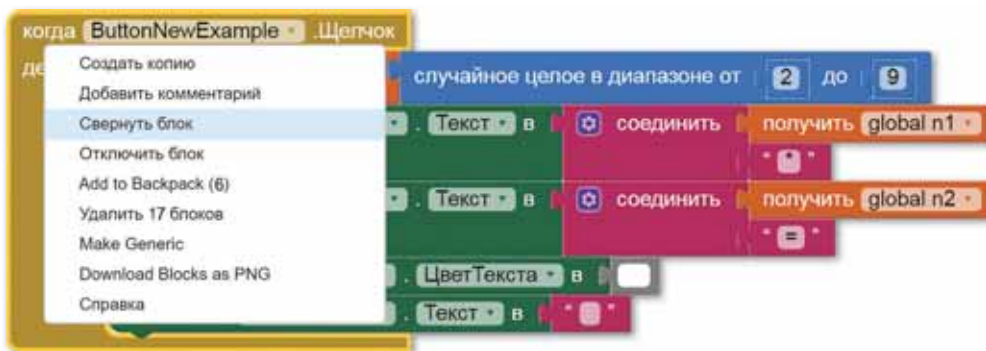 когда ButtonNewExample .Щелчок
де
Создать копию
Добавить комментарий
Свернуть блок
Отключить блок
Add to Backpack (6)
Удалить 17 блоков
Make Generic
Download Blocks as PNG
Справка
случайное целое в диапазоне от 2 до 9
. Текст в соединить получить global n1
" * "
. Текст в соединить получить global n2
" = "
. ЦветТекста в
. Текст в " "